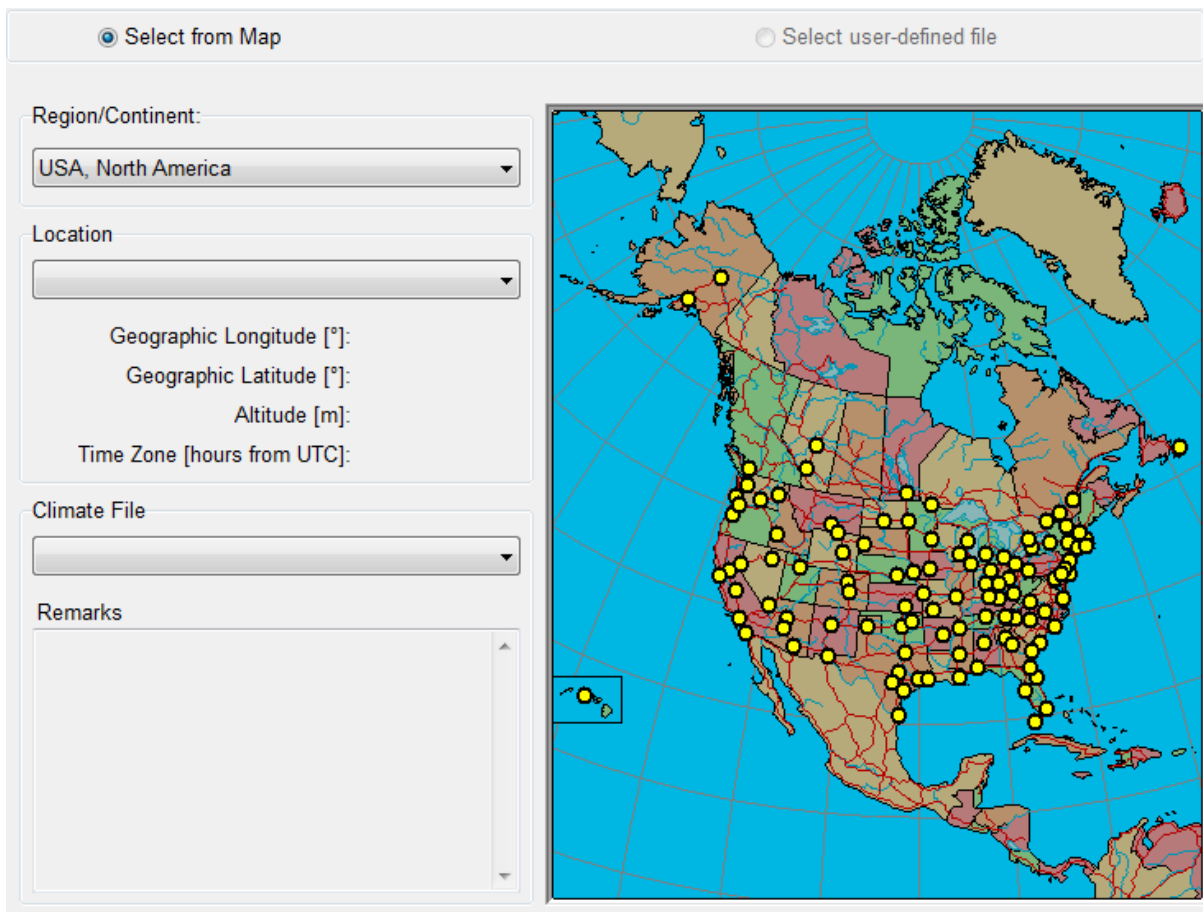 Select from Map
Select user-defined file
Region/Continent:
USA, North America
Location
Geographic Longitude [°]:
Geographic Latitude [°]:
Altitude [m]:
Time Zone [hours from UTC]:
Climate File
Remarks